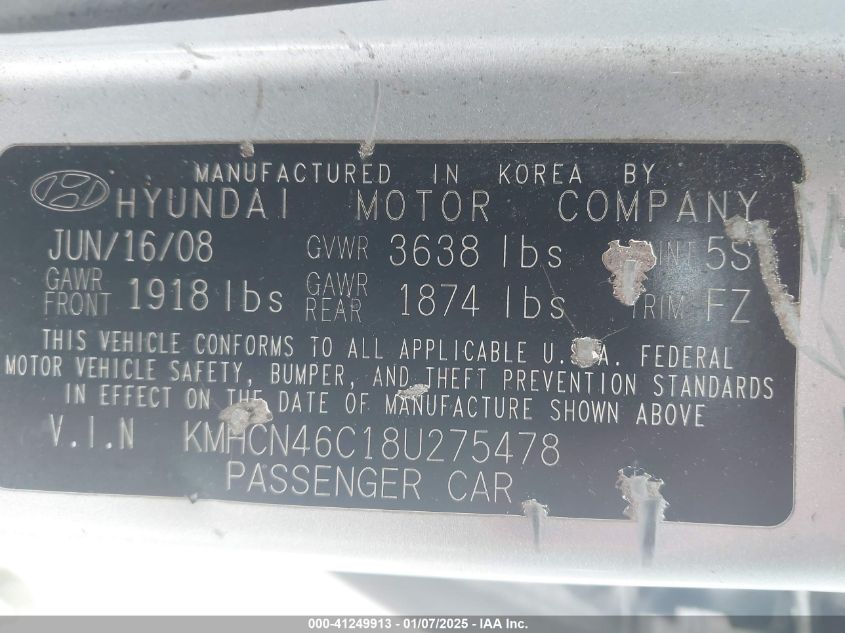 MANUFACTURED IN KOREA BY
HYUNDAI MOTOR COMPANY
JUN/16/08 GVWR 3638 lbs 5S
GAWR FRONT 1918 lbs GAWR REAR 1874 lbs TRIM FZ
THIS VEHICLE CONFORMS TO ALL APPLICABLE U.S.A. FEDERAL
MOTOR VEHICLE SAFETY, BUMPER, AND THEFT PREVENTION STANDARDS
IN EFFECT ON THE DATE OF MANUFACTURE SHOWN ABOVE
V.I.N KMHCN46C18U275478
PASSENGER CAR
000-41249913 - 01/07/2025 - IAA Inc.